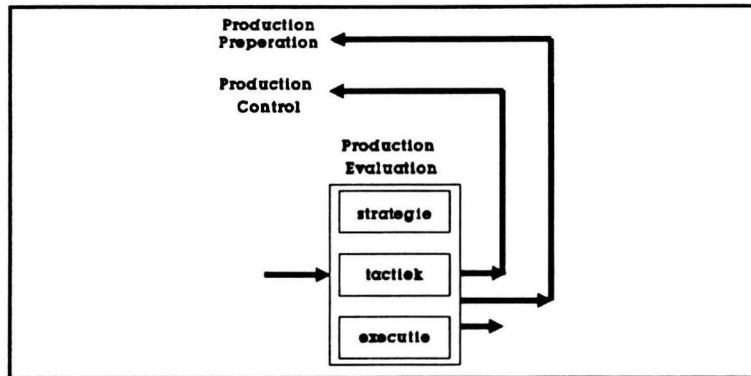 Production
Preperation
Production
Control
Production
Evaluation
strategie
tactiek
executie